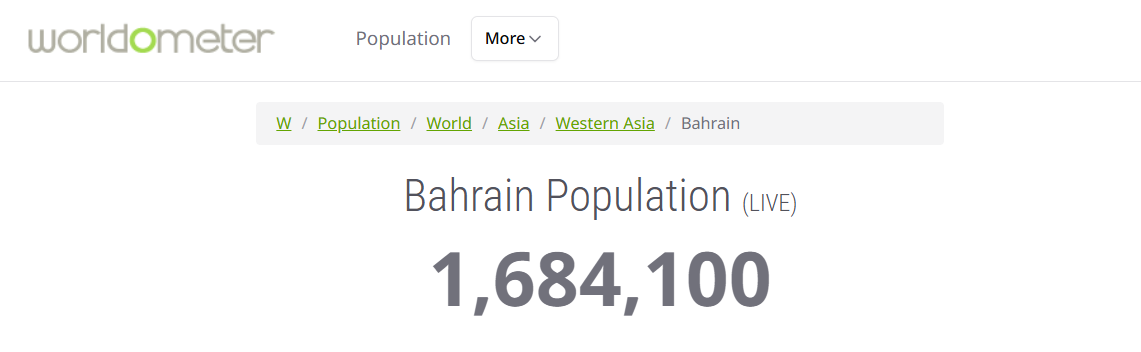 worldometer Population More
W / Population / World / Asia / Western Asia / Bahrain
Bahrain Population (LIVE)
1,684,100